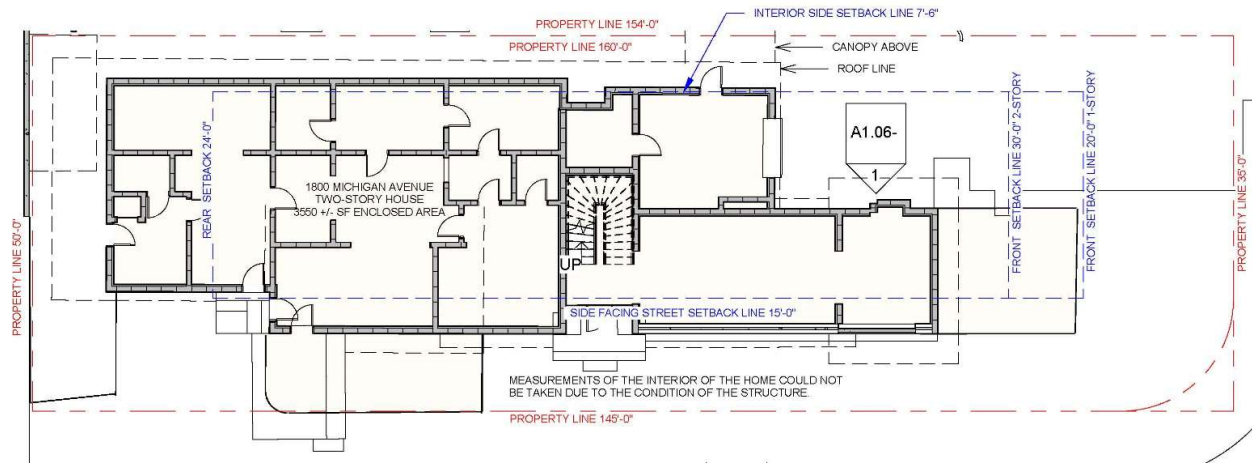 INTERIOR SIDE SETBACK LINE 7'-6"
PROPERTY LINE 154'-0"
PROPERTY LINE 160'-0"
CANOPY ABOVE
ROOF LINE
A1.06-
1
REAR SETBACK 24'-0"
1800 MICHIGAN AVENUE
TWO-STORY HOUSE
3550 +/- SF ENCLOSED AREA
FRONT SETBACK LINE 30'-0" 2-STORY
FRONT SETBACK LINE 20'-0" 1-STORY
PROPERTY LINE 35'-0"
PROPERTY LINE 50'-0"
UP
SIDE FACING STREET SETBACK LINE 15'-0"
MEASUREMENTS OF THE INTERIOR OF THE HOME COULD NOT
BE TAKEN DUE TO THE CONDITION OF THE STRUCTURE.
PROPERTY LINE 145'-0"